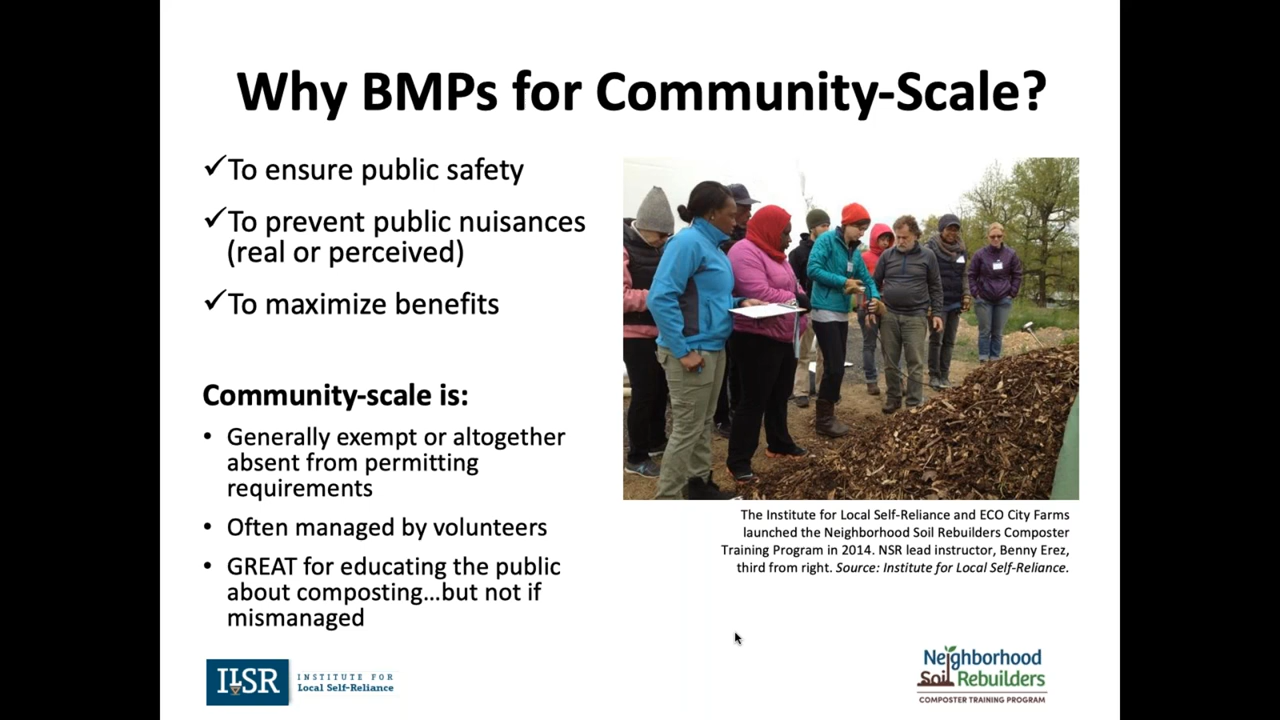 Why BMPs for Community-Scale?
✓To ensure public safety
✓To prevent public nuisances
(real or perceived)
✓To maximize benefits
Community-scale is:
• Generally exempt or altogether
absent from permitting
requirements
• Often managed by volunteers
• GREAT for educating the public
about composting…but not if
mismanaged
The Institute for Local Self-Reliance and ECO City Farms
launched the Neighborhood Soil Rebuilders Composter
Training Program in 2014. NSR lead instructor, Benny Erez,
third from right. Source: Institute for Local Self-Reliance.
ILSR
INSTITUTE FOR
Local Self-Reliance
Neighborhood
Soil Rebuilders
COMPOSTER TRAINING PROGRAM